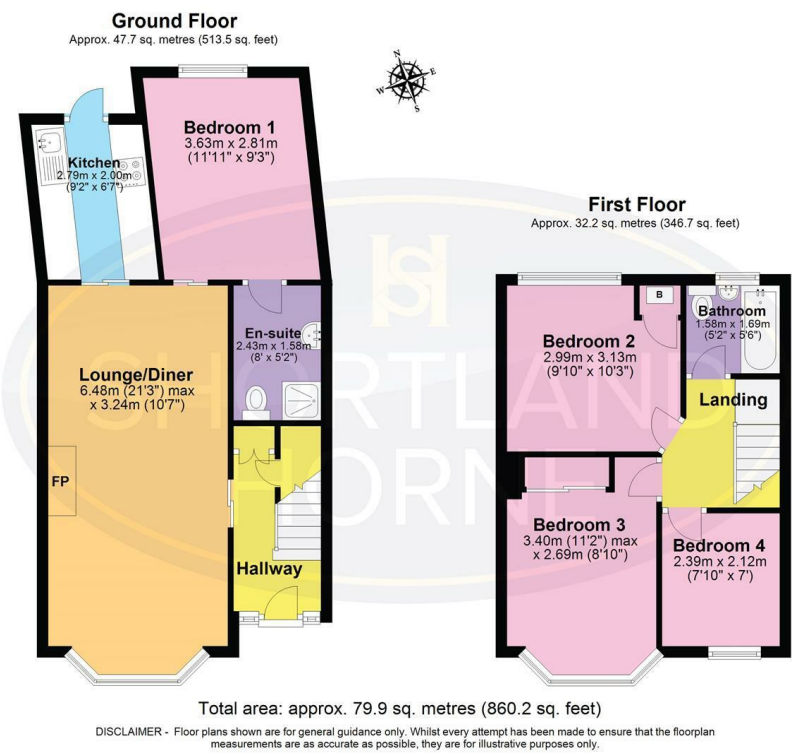 Ground Floor
Approx. 47.7 sq. metres (513.5 sq. feet)
N
E
W
S
Bedroom 1
3.63m x 2.81m
(11'11" x 9'3")
Kitchen
2.79m x 2.00m
(9'2" x 6'7")
En-suite
2.43m x 1.58m
(8' x 5'2")
Lounge/Diner
6.48m (21'3") max
x 3.24m (10'7")
FP
Hallway
First Floor
Approx. 32.2 sq. metres (346.7 sq. feet)
B
Bathroom
1.58m x 1.69m
(5'2" x 5'6")
Bedroom 2
2.99m x 3.13m
(9'10" x 10'3")
Landing
Bedroom 3
3.40m (11'2") max
x 2.69m (8'10")
Bedroom 4
2.39m x 2.12m
(7'10" x 7')
SH
SHORTLAND
HORNE
Total area: approx. 79.9 sq. metres (860.2 sq. feet)
DISCLAIMER - Floor plans shown are for general guidance only. Whilst every attempt has been made to ensure that the floorplan
measurements are as accurate as possible, they are for illustrative purposes only.